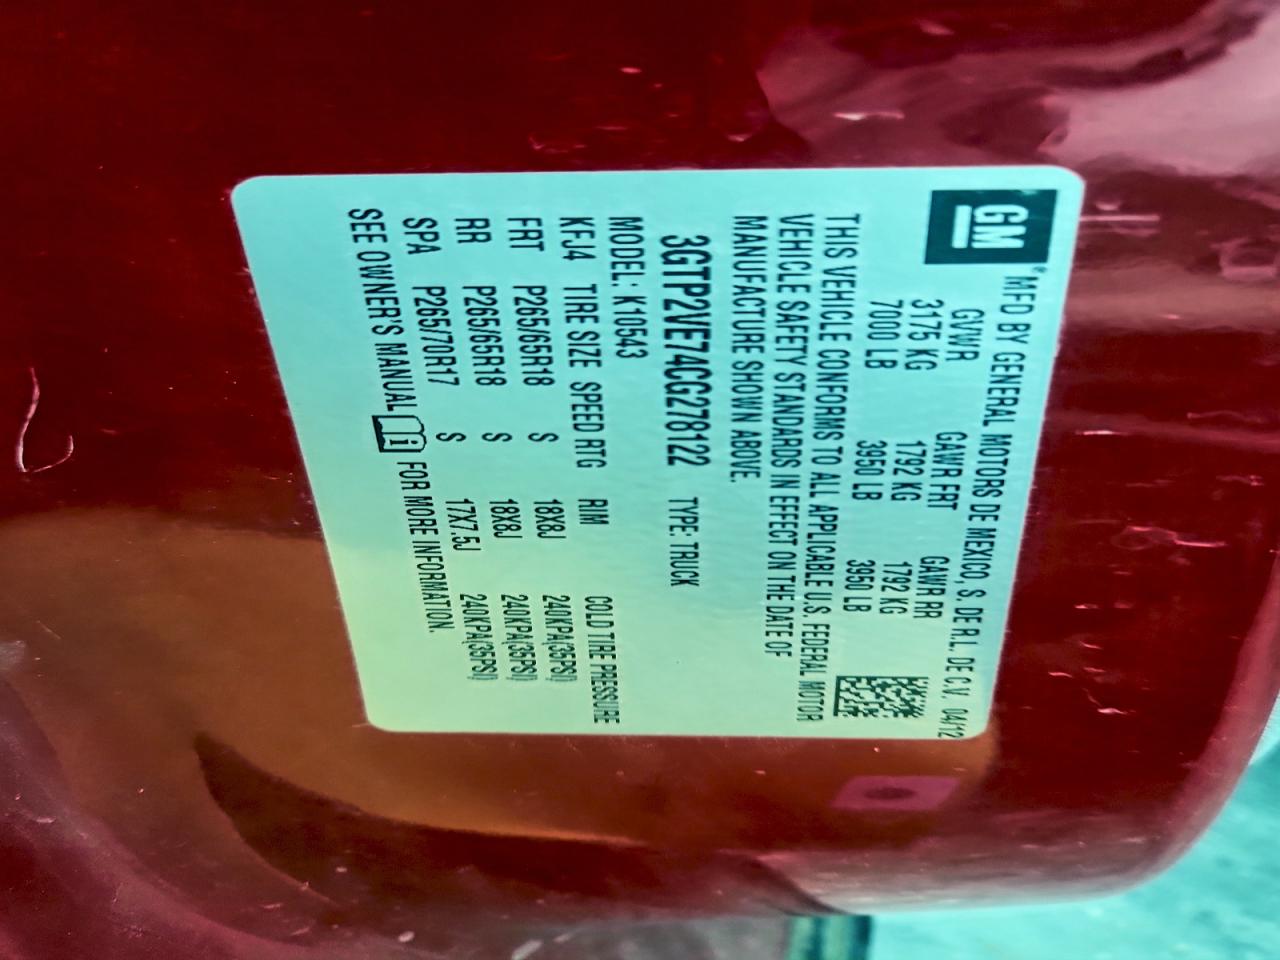 GM ® MFD BY GENERAL MOTORS DE MEXICO, S. DE R.L. DE C.V. 04/12
GVWR GAWR FRT GAWR RR
3175 KG 1792 KG 1792 KG
7000 LB 3950 LB 3950 LB
THIS VEHICLE CONFORMS TO ALL APPLICABLE U.S. FEDERAL MOTOR
VEHICLE SAFETY STANDARDS IN EFFECT ON THE DATE OF
MANUFACTURE SHOWN ABOVE.
3GTP2VE74CG278122 TYPE: TRUCK
MODEL: K10543
KFJ4 TIRE SIZE SPEED RTG RIM COLD TIRE PRESSURE
FRT P265/65R18 S 18X8J 240KPA(35PSI)
RR P265/65R18 S 18X8J 240KPA(35PSI)
SPA P265/70R17 S 17X7.5J 240KPA(35PSI)
SEE OWNER'S MANUAL i FOR MORE INFORMATION.